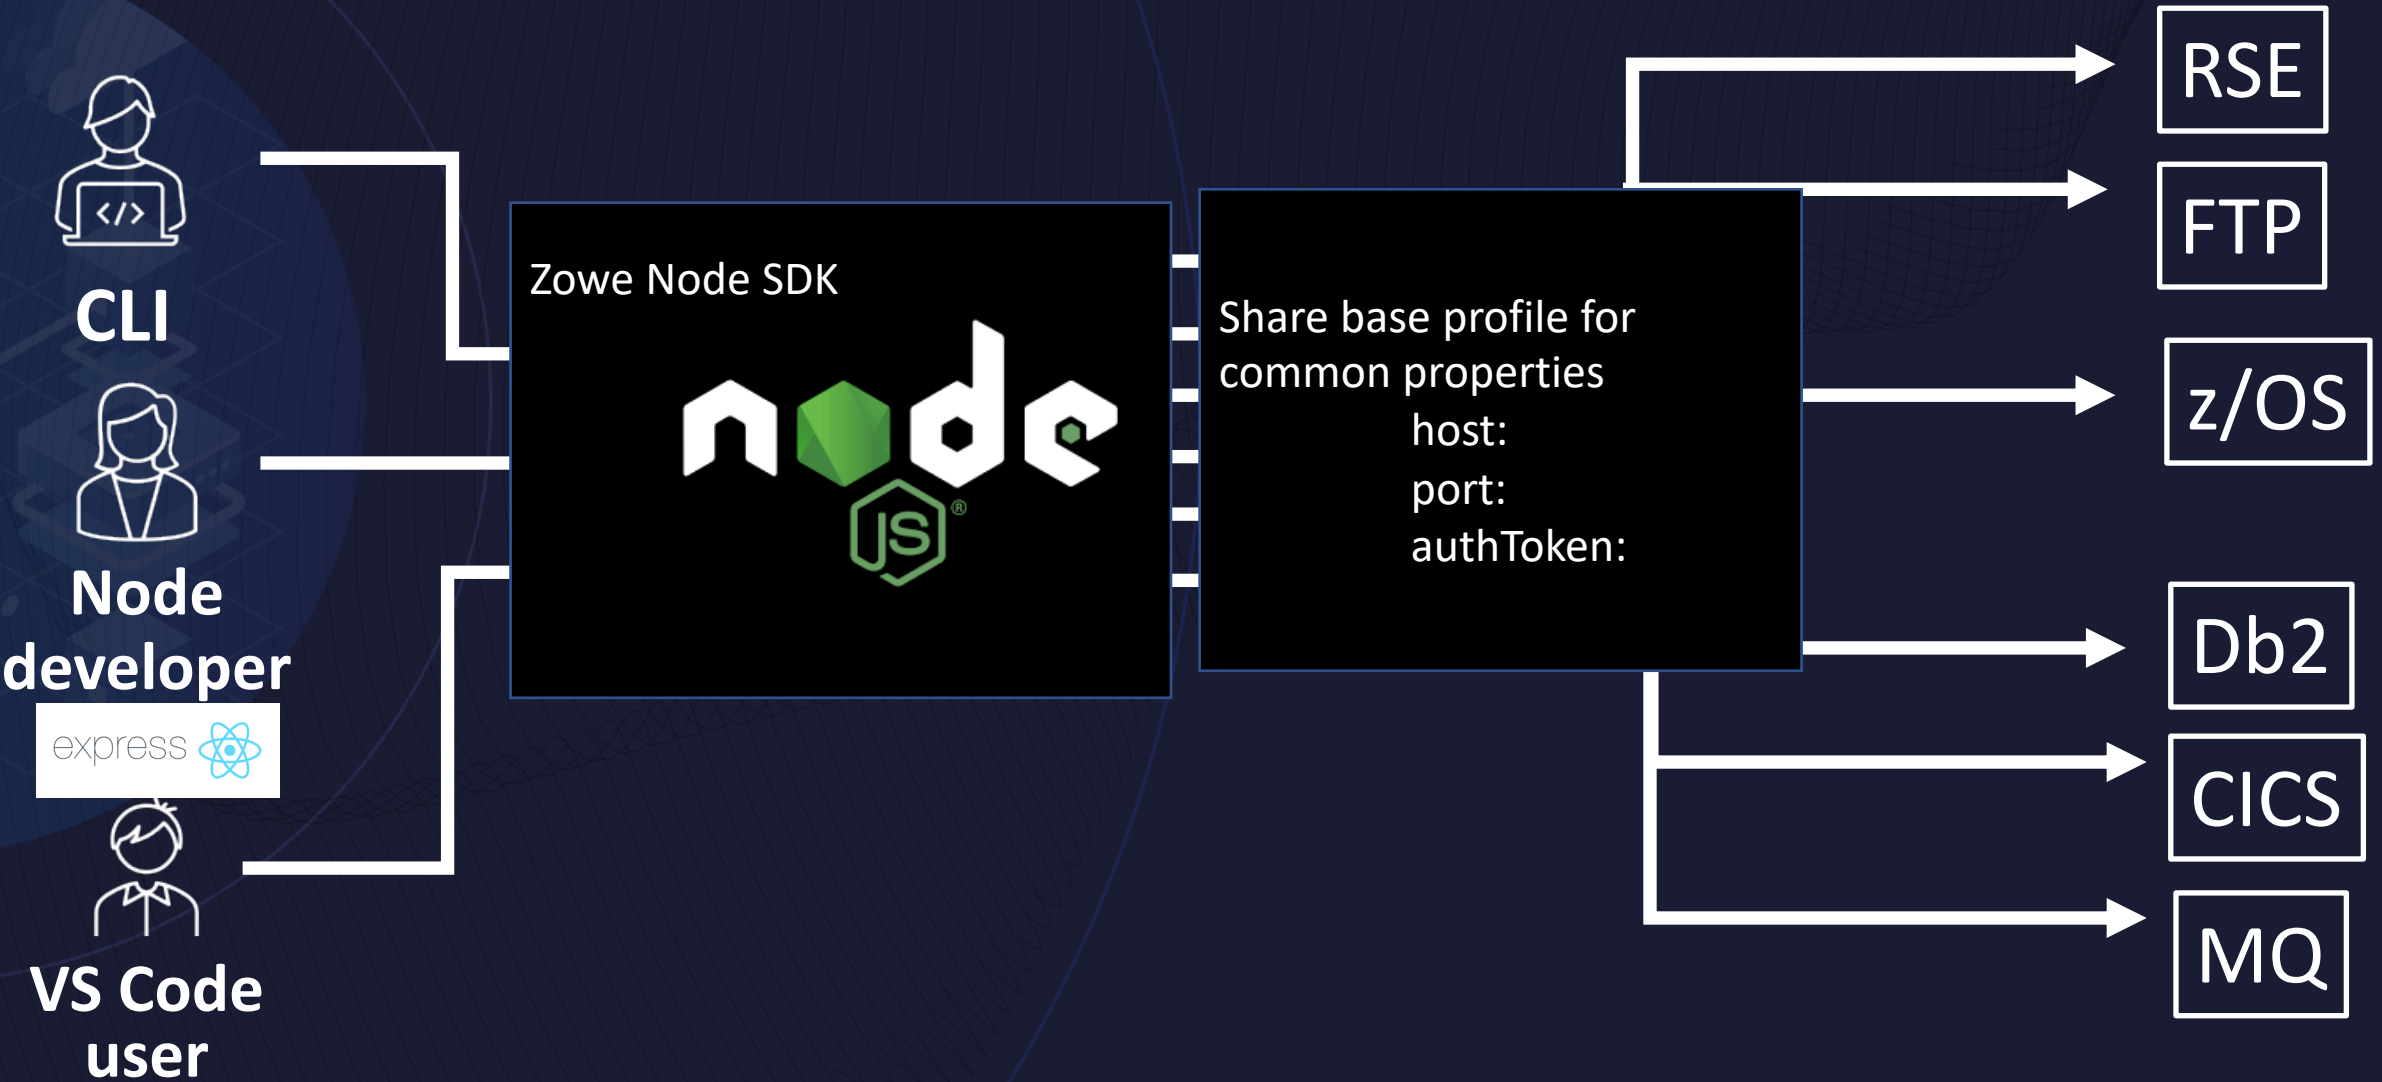 </>
CLI
Node
developer
express
VS Code
user
Zowe Node SDK
node
JS®
Share base profile for
common properties
host:
port:
authToken:
RSE
FTP
z/OS
Db2
CICS
MQ